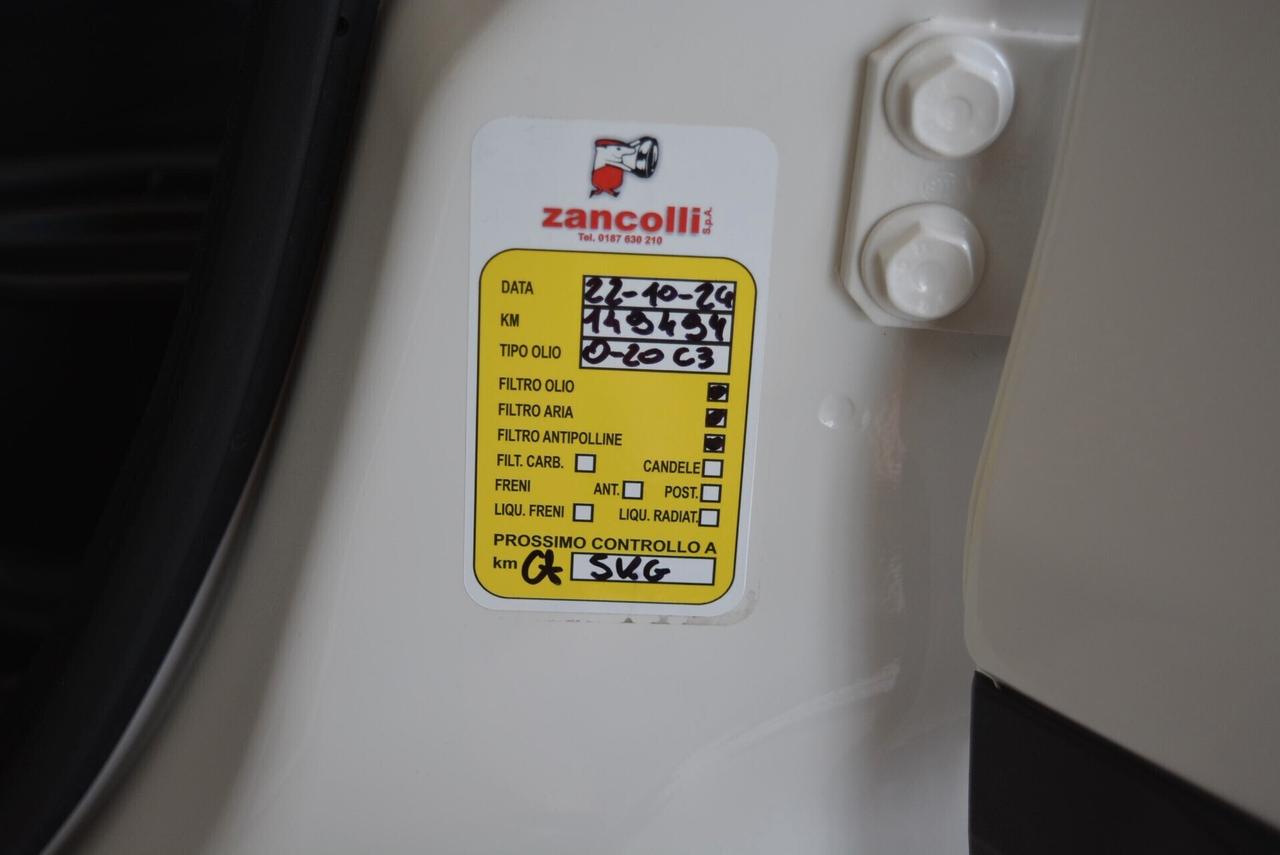 zancolli S.p.A.
Tel. 0187 630 210
DATA 22-10-24
KM 149494
TIPO OLIO 0-20 C3
FILTRO OLIO
FILTRO ARIA
FILTRO ANTIPOLLINE
FILT. CARB. CANDELE
FRENI ANT. POST.
LIQU. FRENI LIQU. RADIAT.
PROSSIMO CONTROLLO A
km